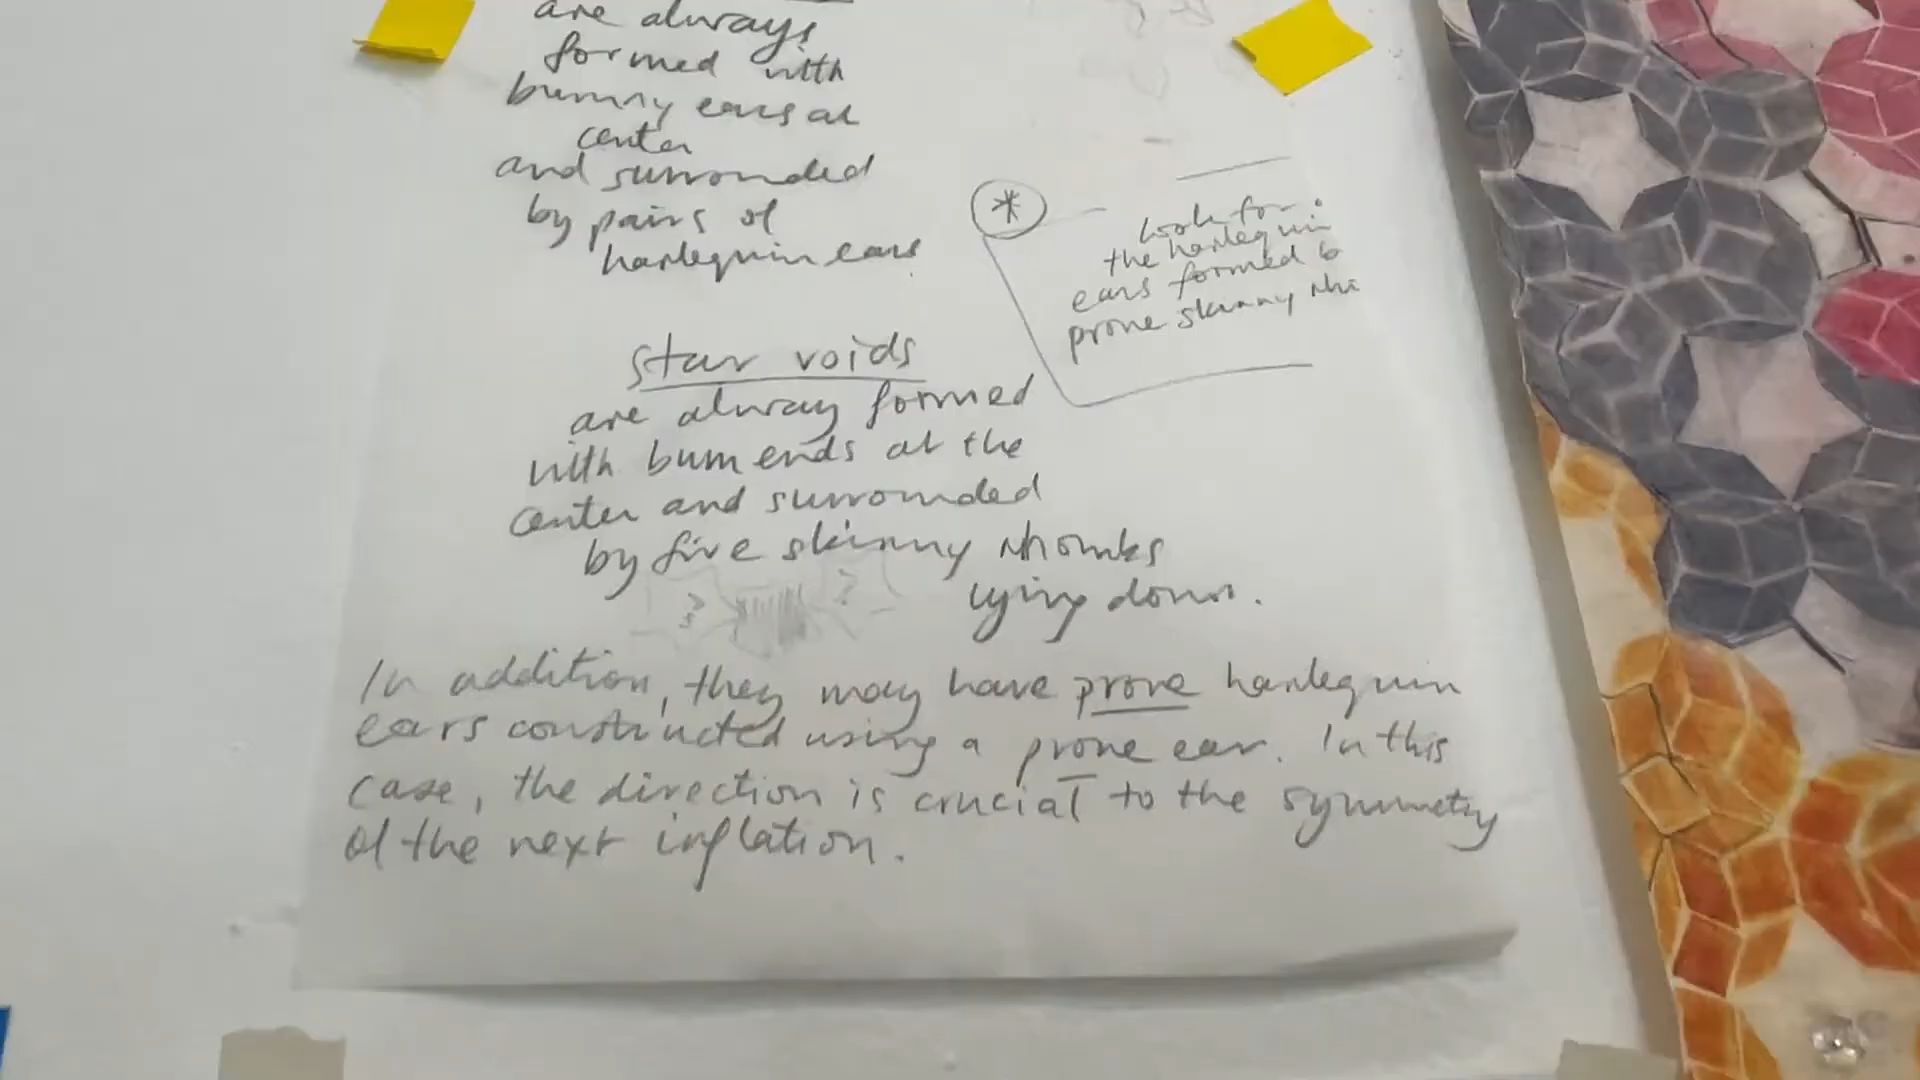 are always
formed with
bunny ears at
center
and surrounded
by pairs of
harlequin ears
*
Look for
the harlequin
ears formed b
prone skinny rho
star voids
are alway formed
with bum ends at the
center and surrounded
by five skinny rhombs
lying down.
? ?
In addition, they may have prone harlequin
ears constructed using a prone ear. In this
case, the direction is crucial to the symmetry
of the next inflation.